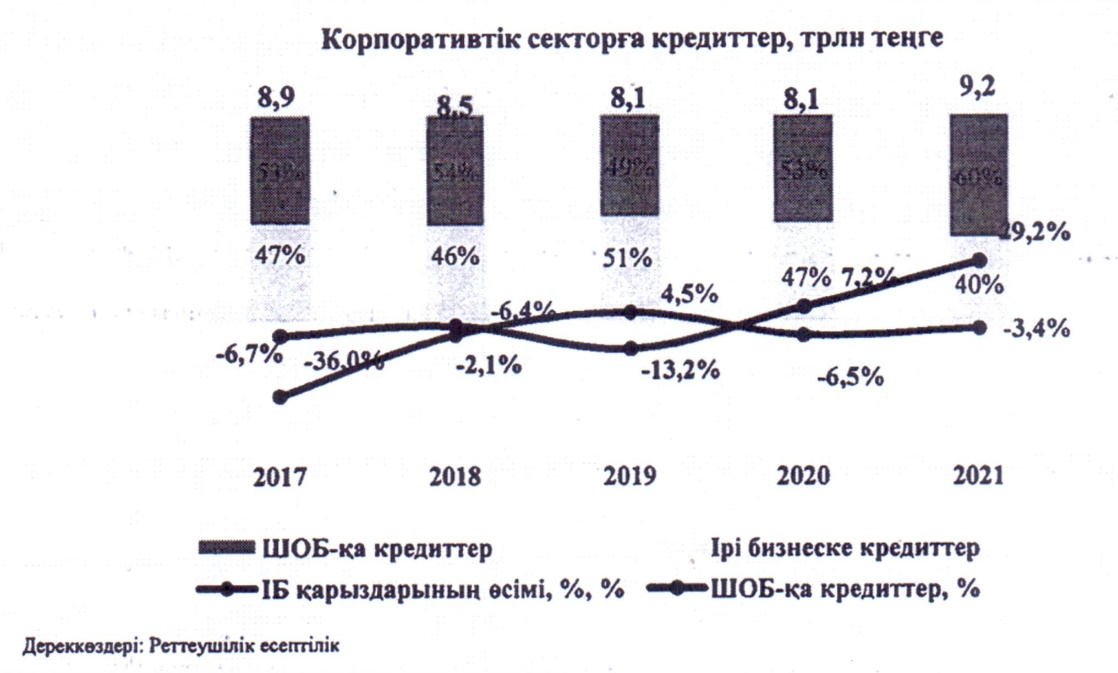 Корпоративтік секторға кредиттер, трлн теңге
8,9 8,5 8,1 8,1 9,2
53% 54% 49% 53% 60%
29,2%
47% 46% 51% 47% 7,2% 40%
-6,4% 4,5% -3,4%
-6,7% -36,0% -2,1% -13,2% -6,5%
2017 2018 2019 2020 2021
ШОБ-қа кредиттер Ірі бизнеске кредиттер
ІБ қарыздарының өсімі, %, % ШОБ-қа кредиттер, %
Дереккөздері: Реттеушілік есептілік